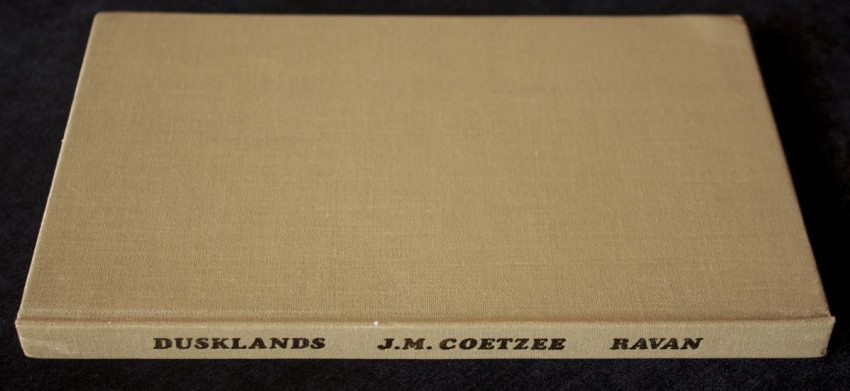 DUSKLANDS J.M. COETZEE RAVAN